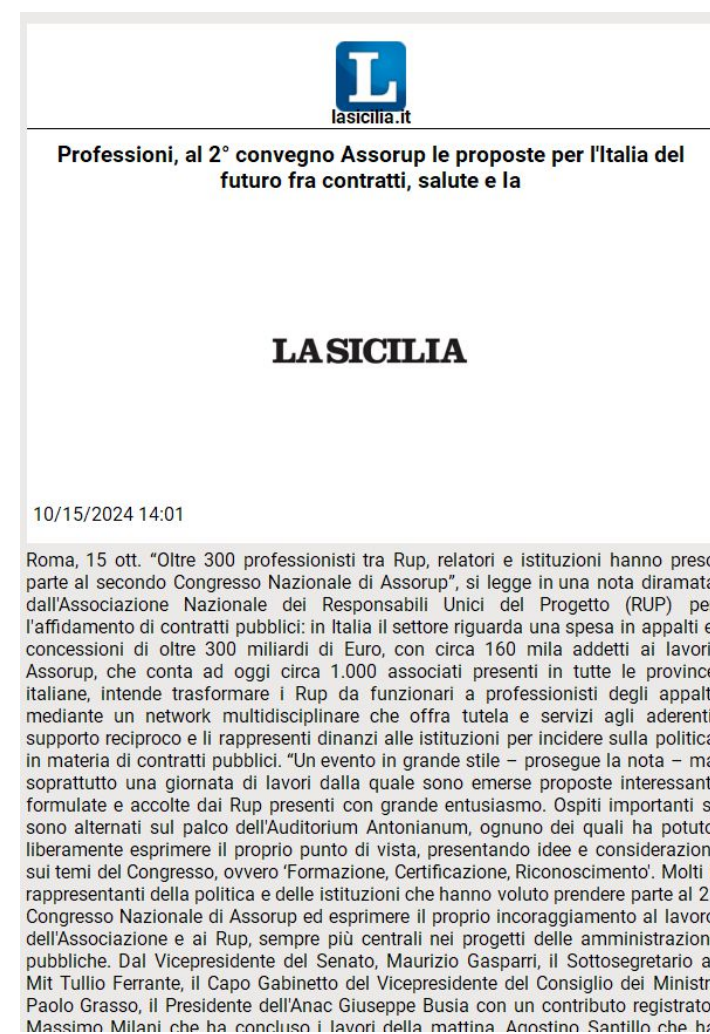 L
lasicilia.it
Professioni, al 2° convegno Assorup le proposte per l'Italia del
futuro fra contratti, salute e la
LA SICILIA
10/15/2024 14:01
Roma, 15 ott. “Oltre 300 professionisti tra Rup, relatori e istituzioni hanno preso
parte al secondo Congresso Nazionale di Assorup”, si legge in una nota diramata
dall'Associazione Nazionale dei Responsabili Unici del Progetto (RUP) per
l'affidamento di contratti pubblici: in Italia il settore riguarda una spesa in appalti e
concessioni di oltre 300 miliardi di Euro, con circa 160 mila addetti ai lavori
Assorup, che conta ad oggi circa 1.000 associati presenti in tutte le province
italiane, intende trasformare i Rup da funzionari a professionisti degli appalt
mediante un network multidisciplinare che offra tutela e servizi agli aderenti
supporto reciproco e li rappresenti dinanzi alle istituzioni per incidere sulla politica
in materia di contratti pubblici. “Un evento in grande stile – prosegue la nota – ma
soprattutto una giornata di lavori dalla quale sono emerse proposte interessant
formulate e accolte dai Rup presenti con grande entusiasmo. Ospiti importanti s
sono alternati sul palco dell'Auditorium Antonianum, ognuno dei quali ha potuto
liberamente esprimere il proprio punto di vista, presentando idee e considerazion
sui temi del Congresso, ovvero ‘Formazione, Certificazione, Riconoscimento'. Molti
rappresentanti della politica e delle istituzioni che hanno voluto prendere parte al 2
Congresso Nazionale di Assorup ed esprimere il proprio incoraggiamento al lavoro
dell'Associazione e ai Rup, sempre più centrali nei progetti delle amministrazion
pubbliche. Dal Vicepresidente del Senato, Maurizio Gasparri, il Sottosegretario a
Mit Tullio Ferrante, il Capo Gabinetto del Vicepresidente del Consiglio dei Ministr
Paolo Grasso, il Presidente dell'Anac Giuseppe Busia con un contributo registrato
Massimo Milani che ha concluso i lavori della mattina, Agostino Santillo che ha